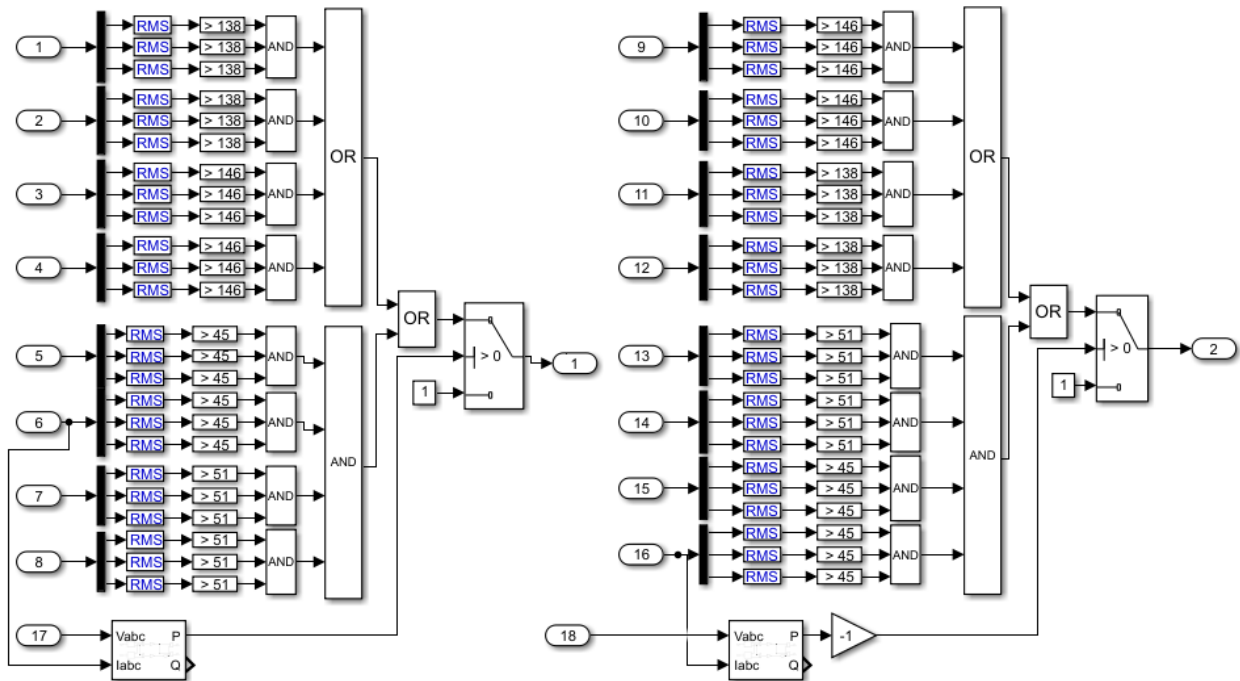 1
RMS > 138
RMS > 138 AND
RMS > 138
2
RMS > 138
RMS > 138 AND
RMS > 138
3
RMS > 146
RMS > 146 AND
RMS > 146
4
RMS > 146
RMS > 146 AND
RMS > 146
OR
5
RMS > 45
RMS > 45 AND
RMS > 45
6
RMS > 45
RMS > 45 AND
RMS > 45
7
RMS > 51
RMS > 51 AND
RMS > 51
8
RMS > 51
RMS > 51 AND
RMS > 51
AND
OR
> 0
1
1
17
Vabc P
Iabc Q
9
RMS > 146
RMS > 146 AND
RMS > 146
10
RMS > 146
RMS > 146 AND
RMS > 146
11
RMS > 138
RMS > 138 AND
RMS > 138
12
RMS > 138
RMS > 138 AND
RMS > 138
OR
13
RMS > 51
RMS > 51 AND
RMS > 51
14
RMS > 51
RMS > 51 AND
RMS > 51
15
RMS > 45
RMS > 45 AND
RMS > 45
16
RMS > 45
RMS > 45 AND
RMS > 45
AND
OR
> 0
1
2
18
Vabc P
Iabc Q
-1